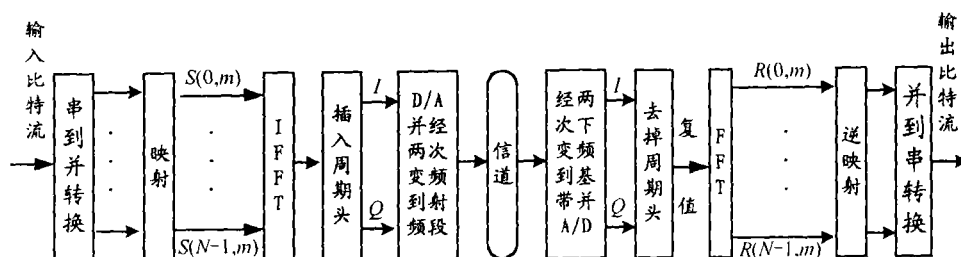 输入比特流
串到并转换
映射
S(0,m)
S(N-1,m)
IFFT
插入周期头
I
Q
D/A
并经
两次
变频
到射
频段
信道
经两
次下
变频
到基
带并
A/D
I
Q
去掉周期头
复值
FFT
R(0,m)
R(N-1,m)
逆映射
并到串转换
输出比特流